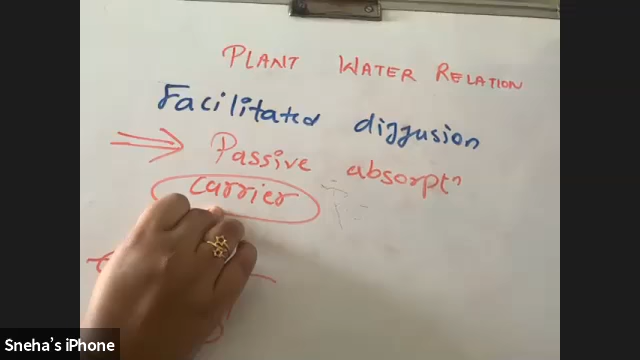 PLANT WATER RELATION
Facilitated diffusion
Passive absorptⁿ
carrier
Sneha's iPhone